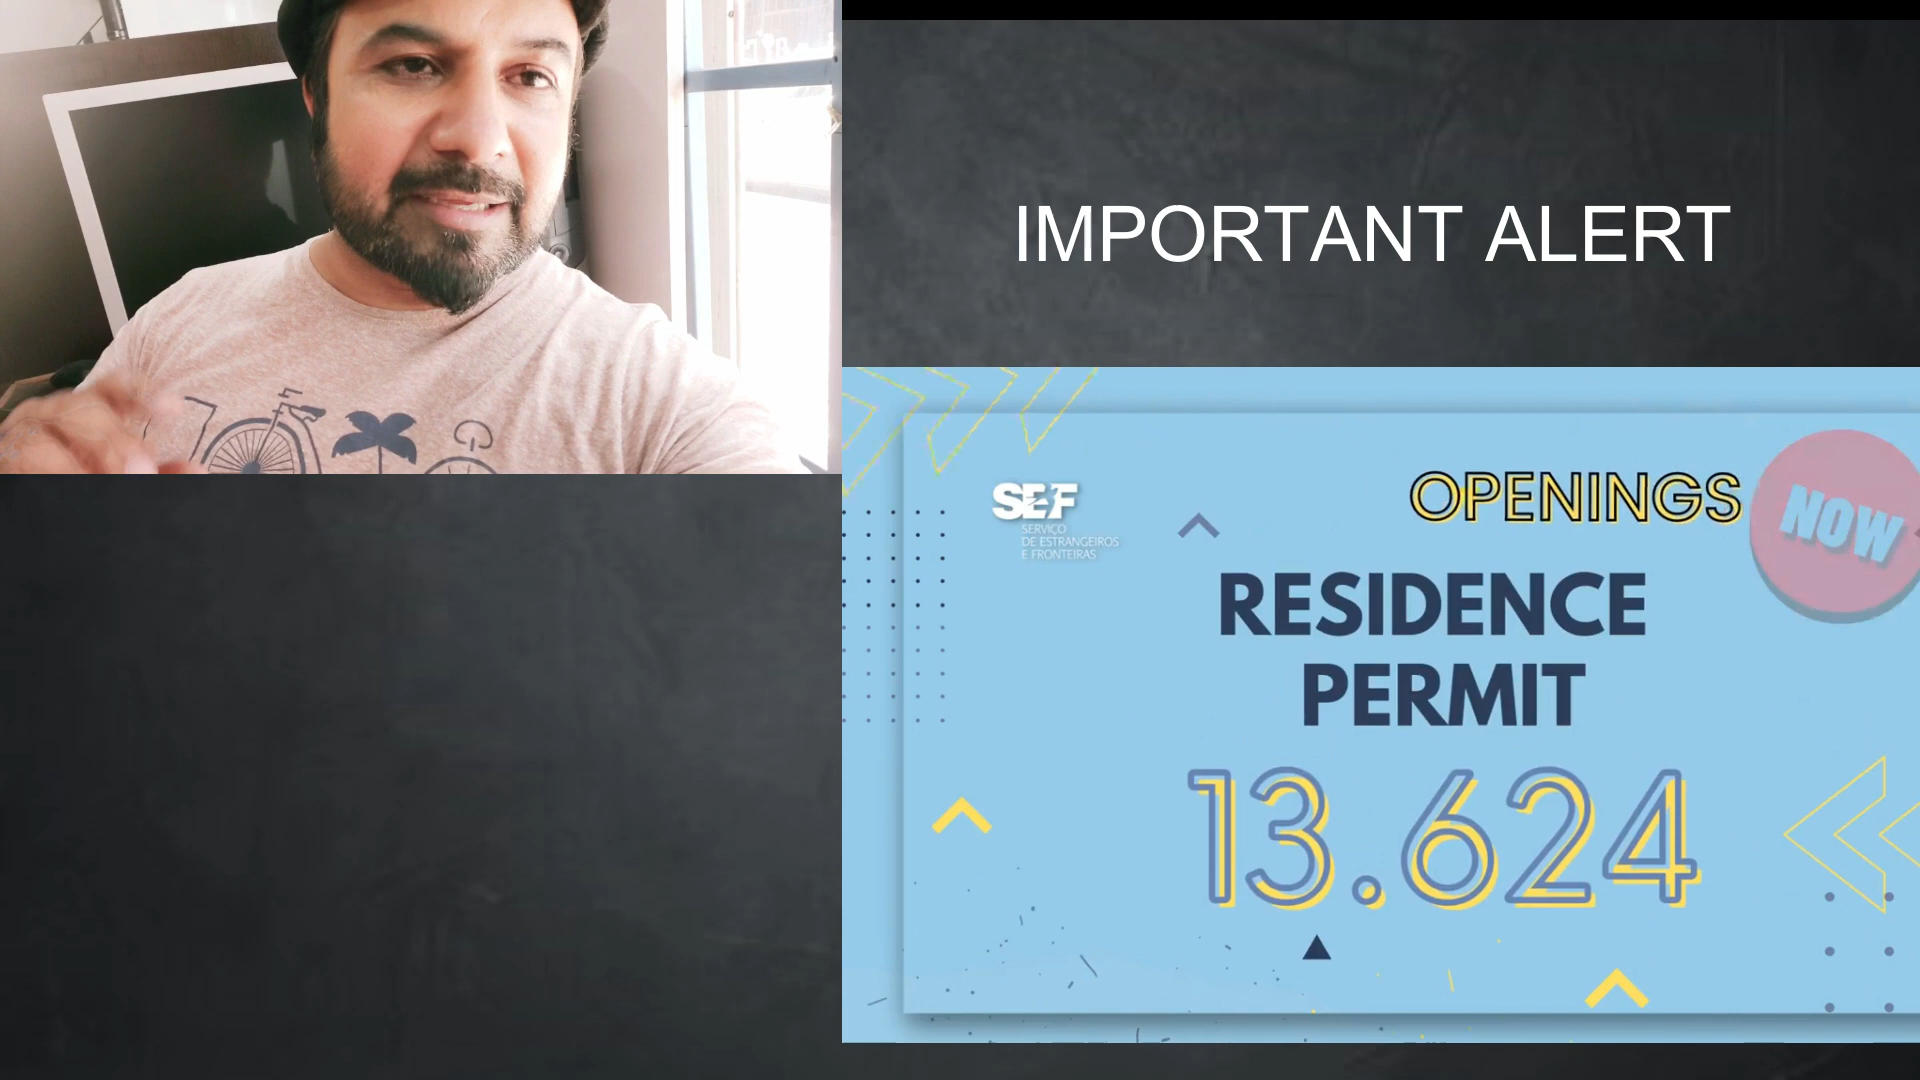 IMPORTANT ALERT
SEF
SERVIÇO
DE ESTRANGEIROS
E FRONTEIRAS
OPENINGS
NOW
RESIDENCE
PERMIT
13.624